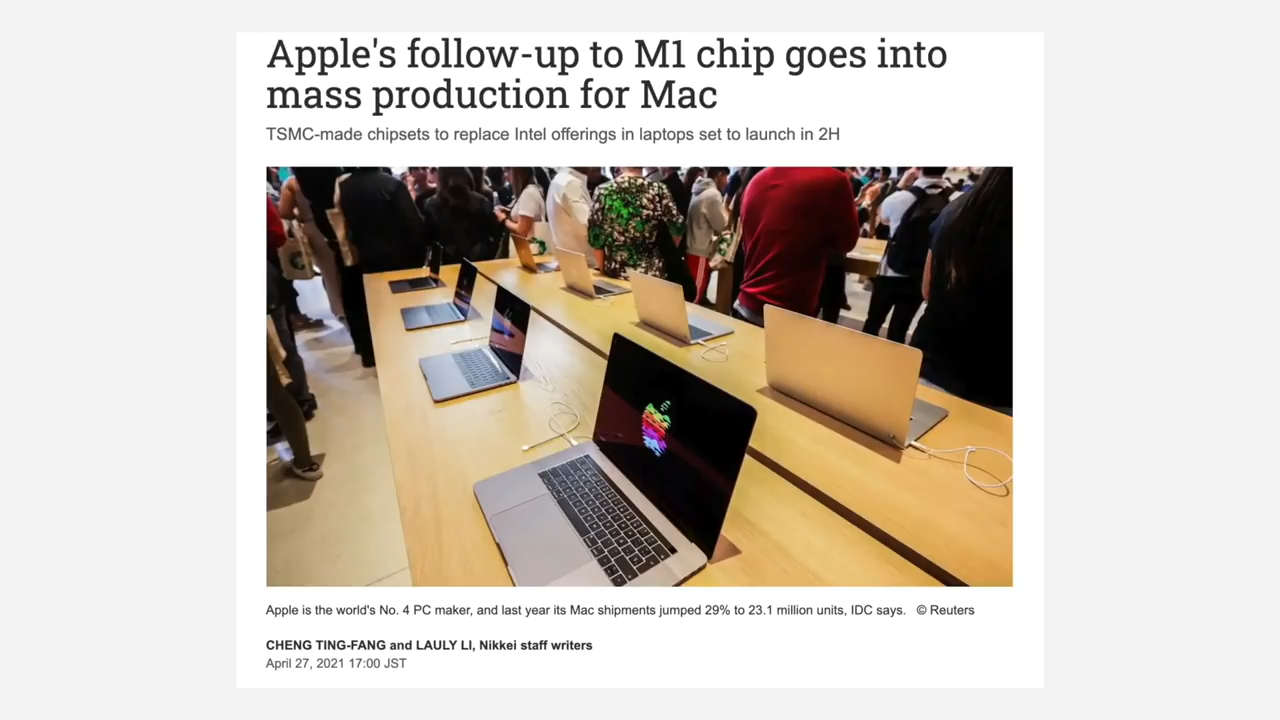 Apple's follow-up to M1 chip goes into
mass production for Mac
TSMC-made chipsets to replace Intel offerings in laptops set to launch in 2H
Apple is the world's No. 4 PC maker, and last year its Mac shipments jumped 29% to 23.1 million units, IDC says. © Reuters
CHENG TING-FANG and LAULY LI, Nikkei staff writers
April 27, 2021 17:00 JST